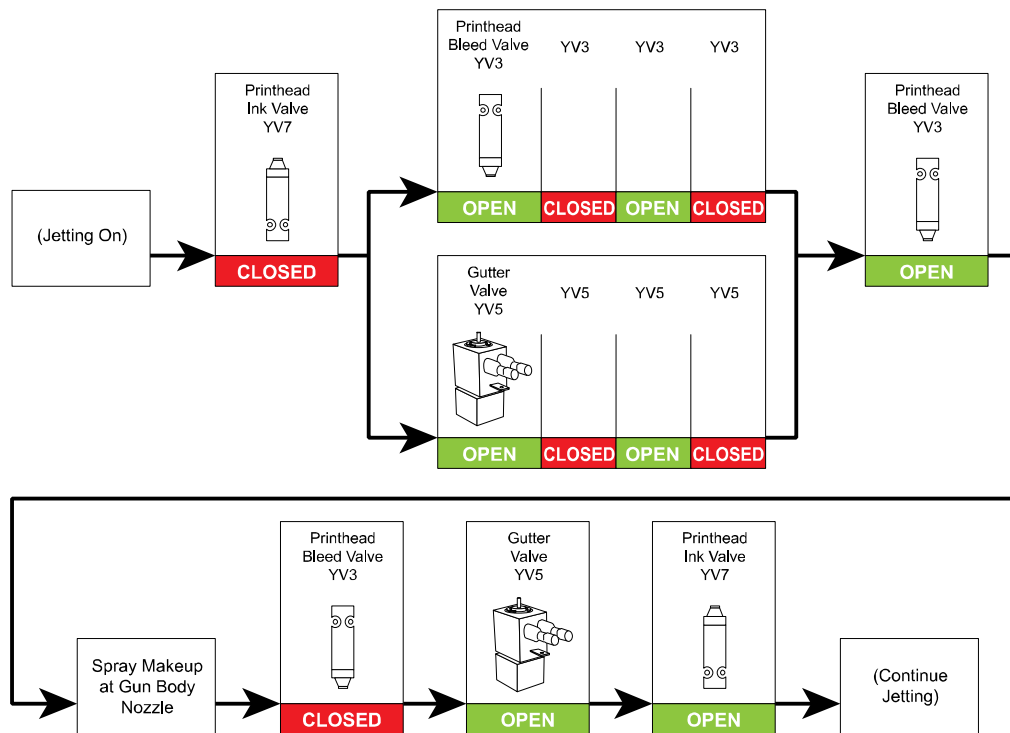 (Jetting On)
Printhead
Ink Valve
YV7
CLOSED
Printhead
Bleed Valve
YV3
YV3
YV3
YV3
OPEN
CLOSED
OPEN
CLOSED
Gutter
Valve
YV5
YV5
YV5
YV5
OPEN
CLOSED
OPEN
CLOSED
Printhead
Bleed Valve
YV3
OPEN
Spray Makeup
at Gun Body
Nozzle
Printhead
Bleed Valve
YV3
CLOSED
Gutter
Valve
YV5
OPEN
Printhead
Ink Valve
YV7
OPEN
(Continue
Jetting)